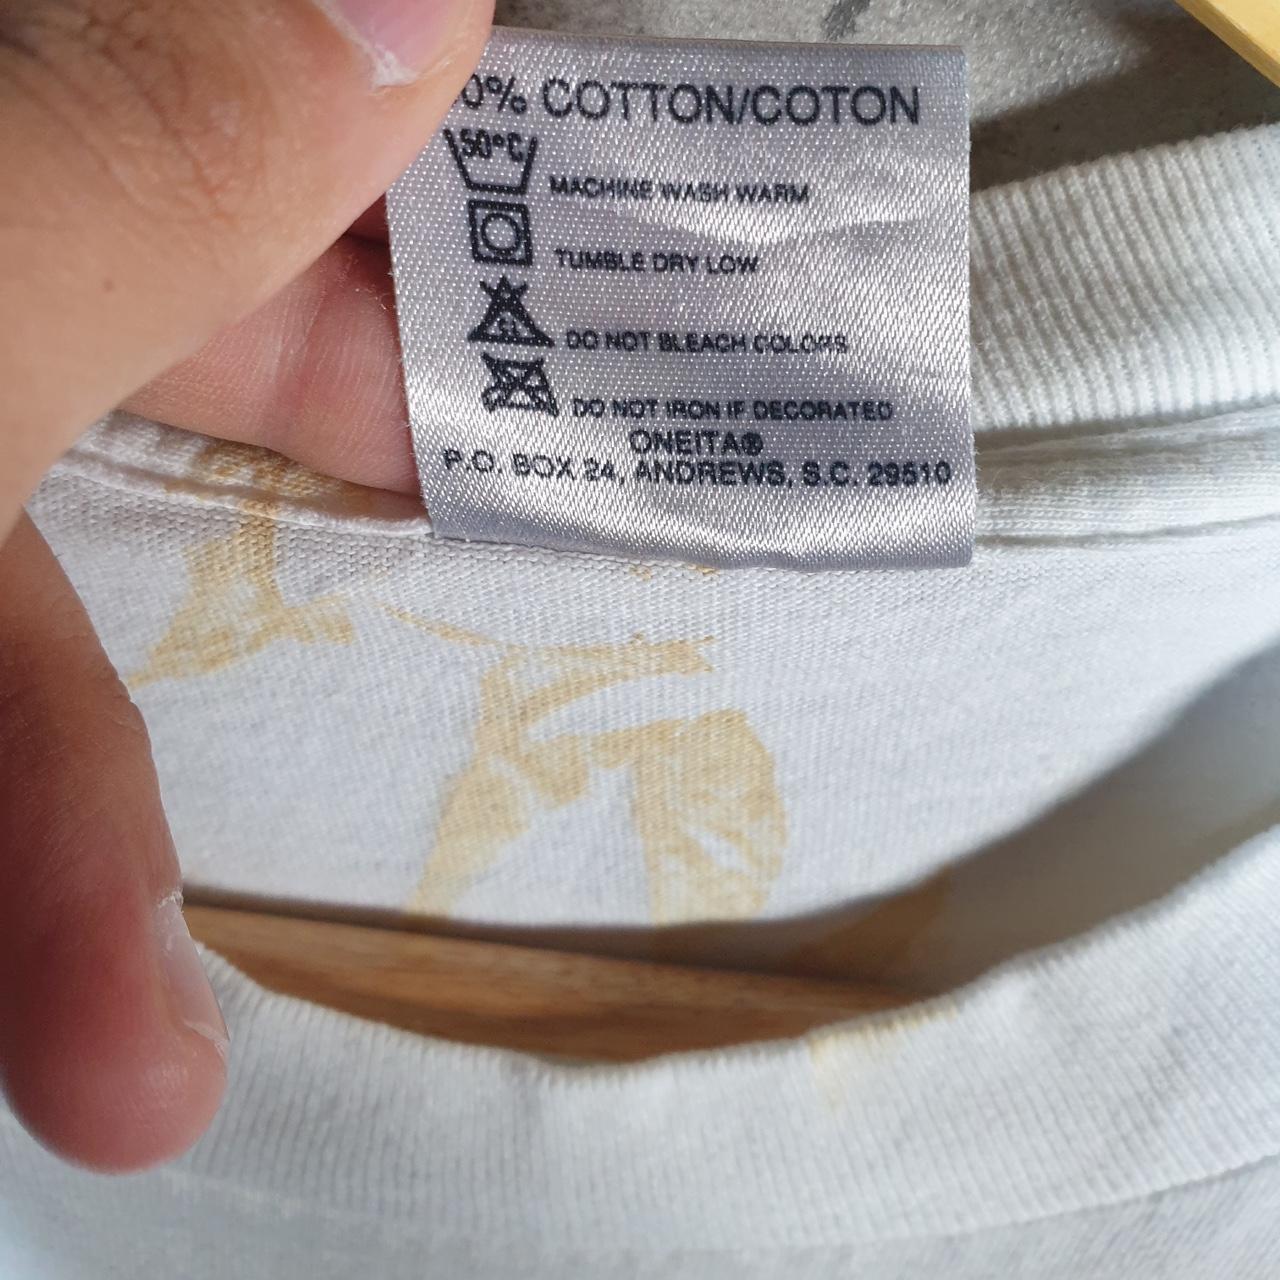 0% COTTON/COTON
50°C
MACHINE WASH WARM
TUMBLE DRY LOW
CL
DO NOT BLEACH COLORS
DO NOT IRON IF DECORATED
ONEITA®
P.O. BOX 24, ANDREWS, S.C. 29510